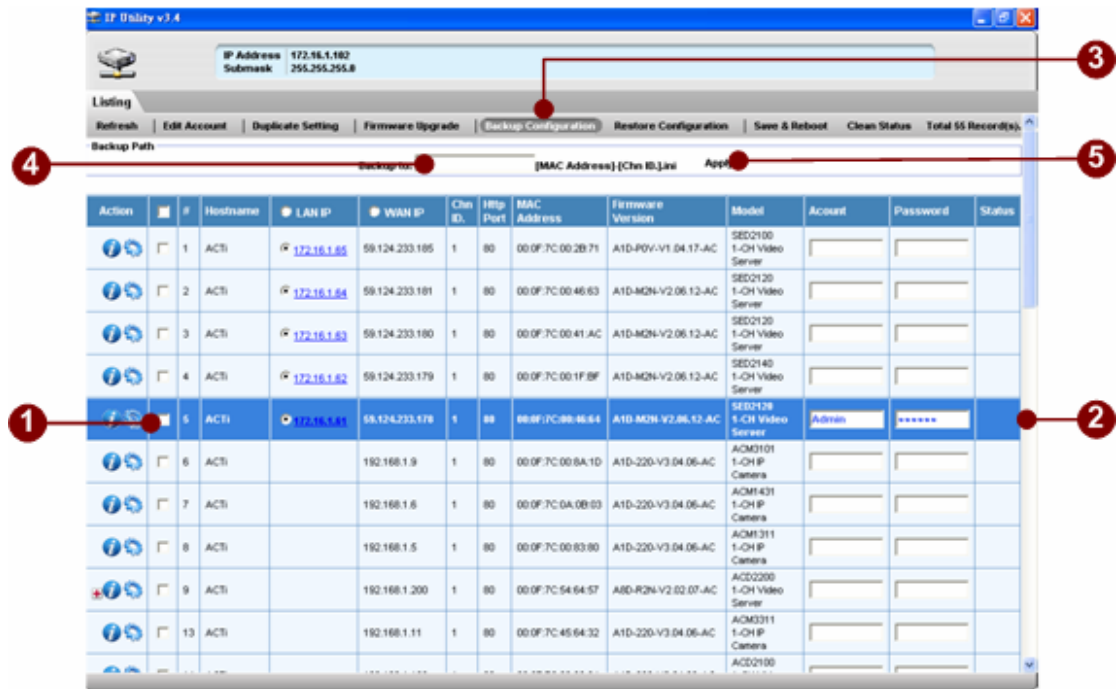 IP Utility v3.4
IP Address 172.16.1.102
Submask 255.255.255.0
3
Listing
Refresh | Edit Account | Duplicate Setting | Firmware Upgrade | Backup Configuration Restore Configuration | Save & Reboot Clean Status Total 55 Record(s).
Backup Path
4
Backup to: [MAC Address]-[Chn ID.].ini Apply
5
Action # Hostname LAN IP WAN IP Chn ID. Http Port MAC Address Firmware Version Model Acount Password Status
1 ACTi 172.16.1.65 59.124.233.185 1 80 00:0F:7C:00:2B:71 A1D-P0V-V1.04.17-AC SED2100 1-CH Video Server
2 ACTi 172.16.1.64 59.124.233.181 1 80 00:0F:7C:00:46:63 A1D-M2N-V2.06.12-AC SED2120 1-CH Video Server
3 ACTi 172.16.1.63 59.124.233.180 1 80 00:0F:7C:00:41:AC A1D-M2N-V2.06.12-AC SED2120 1-CH Video Server
4 ACTi 172.16.1.62 59.124.233.179 1 80 00:0F:7C:00:1F:BF A1D-M2N-V2.06.12-AC SED2140 1-CH Video Server
1
5 ACTi 172.16.1.61 59.124.233.178 1 80 00:0F:7C:00:46:64 A1D-M2N-V2.06.12-AC SED2120 1-CH Video Server Admin ••••••
2
6 ACTi 192.168.1.9 1 80 00:0F:7C:00:8A:1D A1D-220-V3.04.06-AC ACM3101 1-CH IP Camera
7 ACTi 192.168.1.6 1 80 00:0F:7C:0A:0B:03 A1D-220-V3.04.06-AC ACM1431 1-CH IP Camera
8 ACTi 192.168.1.5 1 80 00:0F:7C:00:83:80 A1D-220-V3.04.06-AC ACM1311 1-CH IP Camera
9 ACTi 192.168.1.200 1 80 00:0F:7C:54:64:57 A8D-R2N-V2.02.07-AC ACD2200 1-CH Video Server
13 ACTi 192.168.1.11 1 80 00:0F:7C:45:64:32 A1D-220-V3.04.06-AC ACM3311 1-CH IP Camera
ACD2100